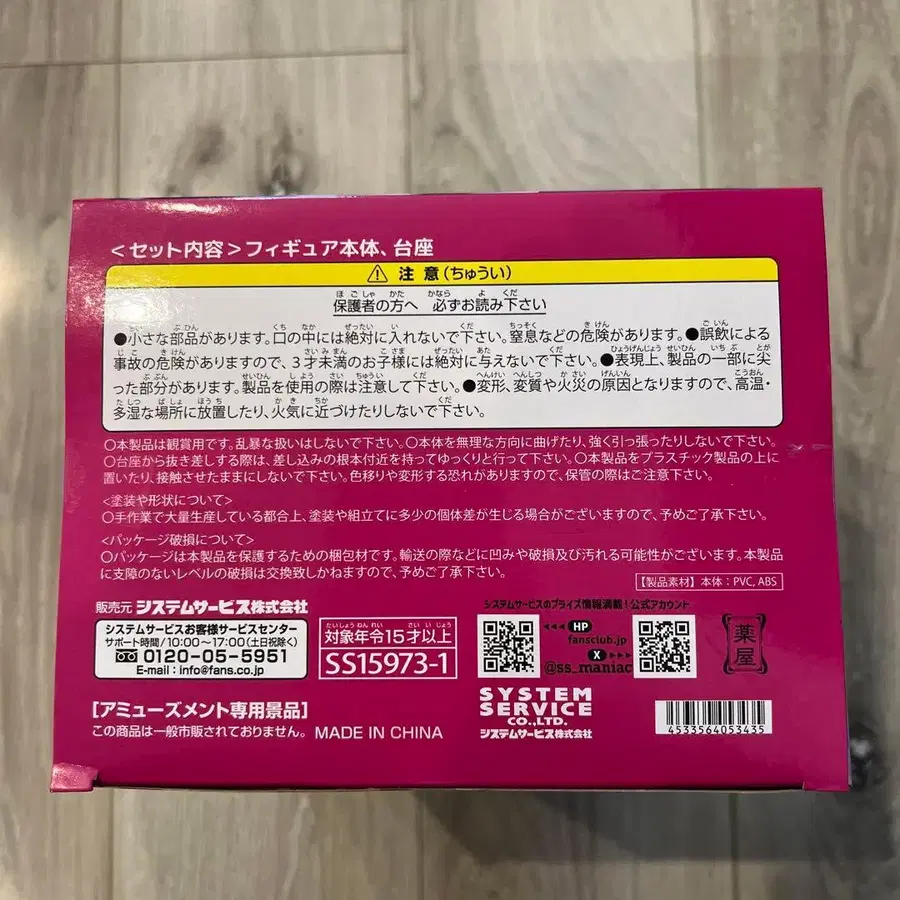 <セット内容>フィギュア本体、台座
⚠ 注意(ちゅうい)
保護者の方へ 必ずお読み下さい
●小さな部品があります。口の中には絶対に入れないで下さい。窒息などの危険があります。●誤飲による
事故の危険がありますので、3才未満のお子様には絶対に与えないで下さい。●表現上、製品の一部に尖
った部分があります。製品を使用の際は注意して下さい。●変形、変質や火災の原因となりますので、高温・
多湿な場所に放置したり、火気に近づけたりしないで下さい。
○本製品は観賞用です。乱暴な扱いはしないで下さい。○本体を無理な方向に曲げたり、強く引っ張ったりしないで下さい。
○台座から抜き差しする際は、差し込みの根本付近を持ってゆっくりと行って下さい。○本製品をプラスチック製品の上に
置いたり、接触させたままにしないで下さい。色移りや変形する恐れがありますので、保管の際はご注意下さい。
<塗装や形状について>
○手作業で大量生産している都合上、塗装や組立てに多少の個体差が生じる場合がございますので、予めご了承下さい。
<パッケージ破損について>
○パッケージは本製品を保護するための梱包材です。輸送の際などに凹みや破損及び汚れる可能性がございます。本製品
に支障のないレベルの破損は交換致しかねますので、予めご了承下さい。
【製品素材】本体:PVC, ABS
販売元 システムサービス株式会社
システムサービスお客様サービスセンター
サポート時間/10:00~17:00(土日祝除く)
0120-05-5951
E-mail:info@fans.co.jp
たいしょうねんれい さいいじょう
対象年令15才以上
SS15973-1
システムサービスのプライズ情報満載!公式アカウント
◀◀◀ HP
fansclub.jp
X ▶▶▶
@ss_maniac
薬屋
SYSTEM
SERVICE
CO.,LTD.
システムサービス株式会社
[アミューズメント専用景品]
この商品は一般市販されておりません。 MADE IN CHINA
4533564053435